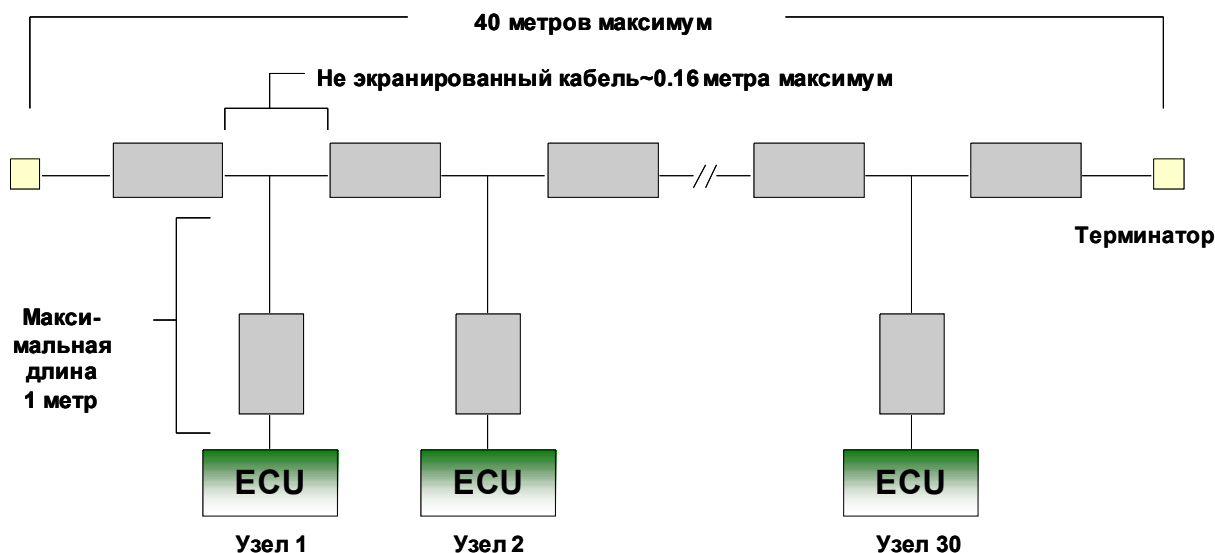 40 метров максимум
Не экранированный кабель~0.16 метра максимум
Терминатор
Макси-
мальная
длина
1 метр
ECU
ECU
ECU
Узел 1
Узел 2
Узел 30